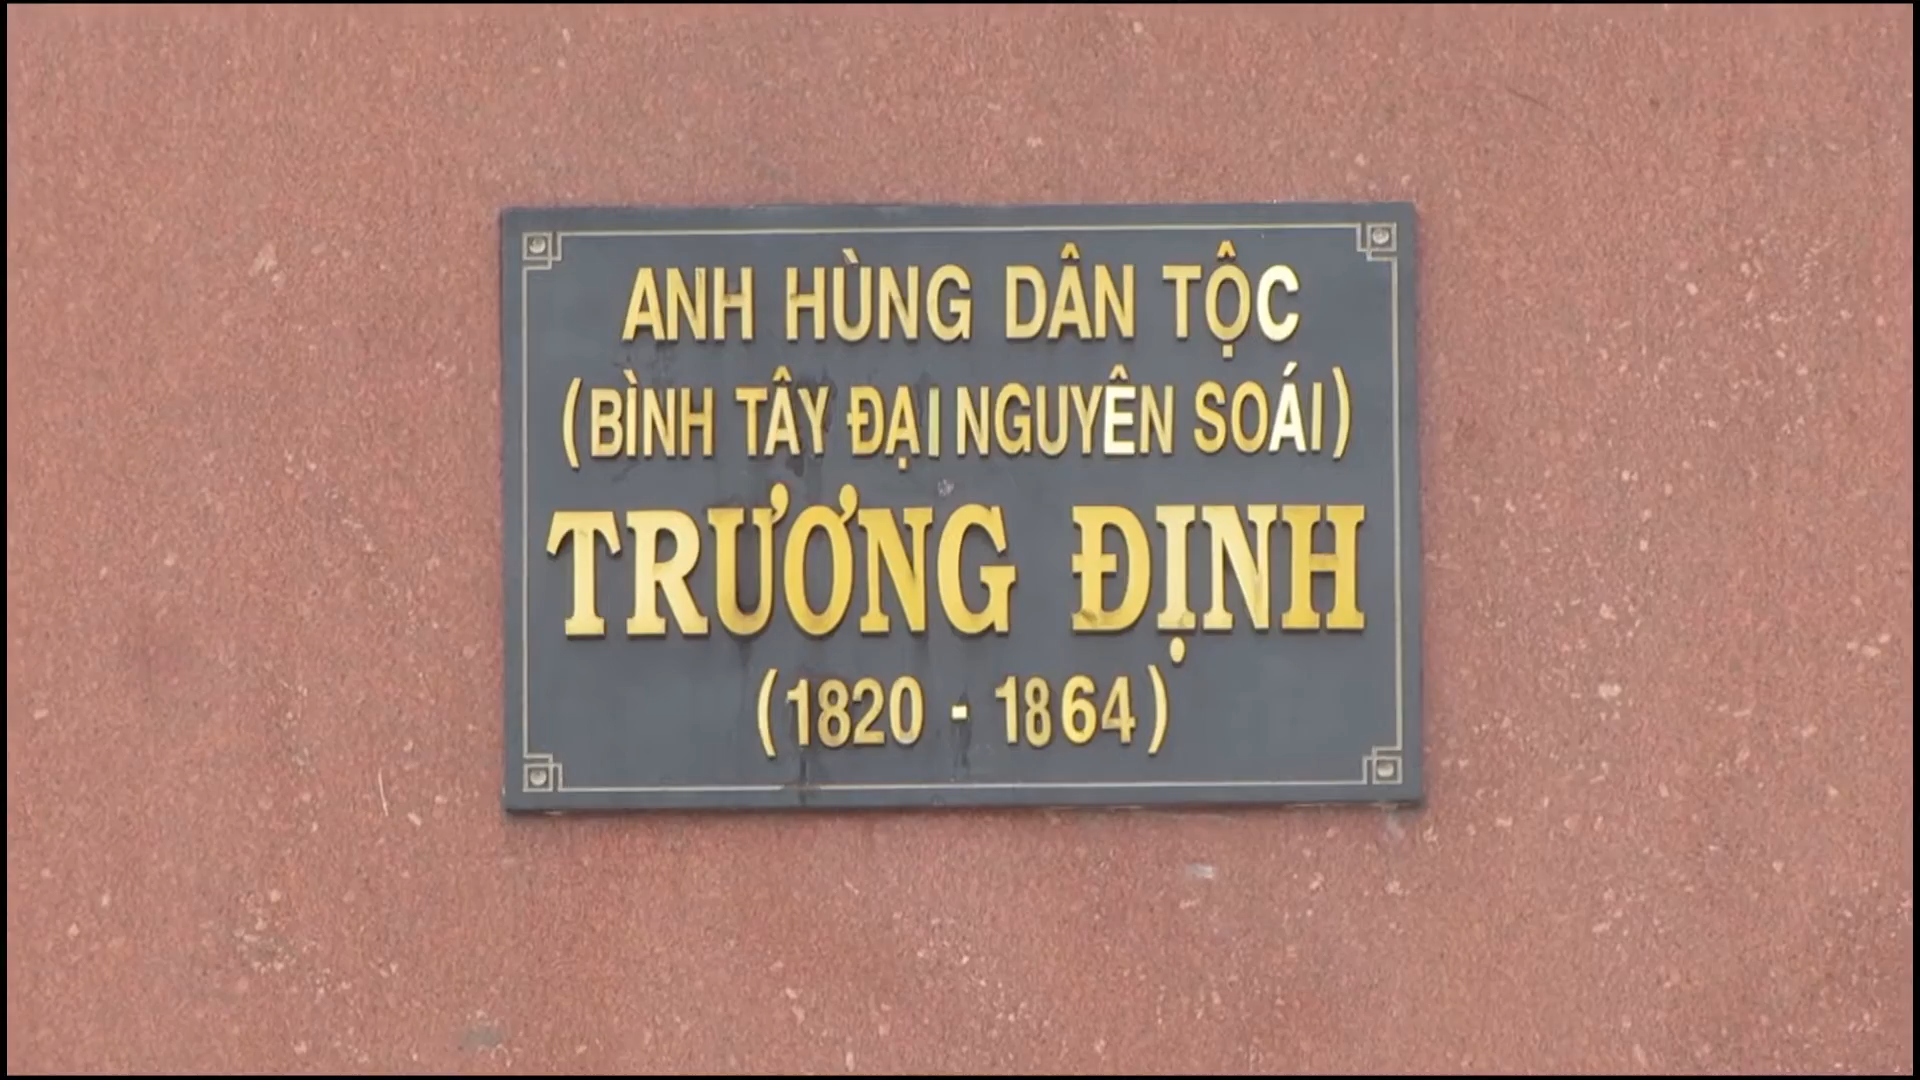 ANH HÙNG DÂN TỘC
(BÌNH TÂY ĐẠI NGUYÊN SOÁI)
TRƯƠNG ĐỊNH
(1820 - 1864)